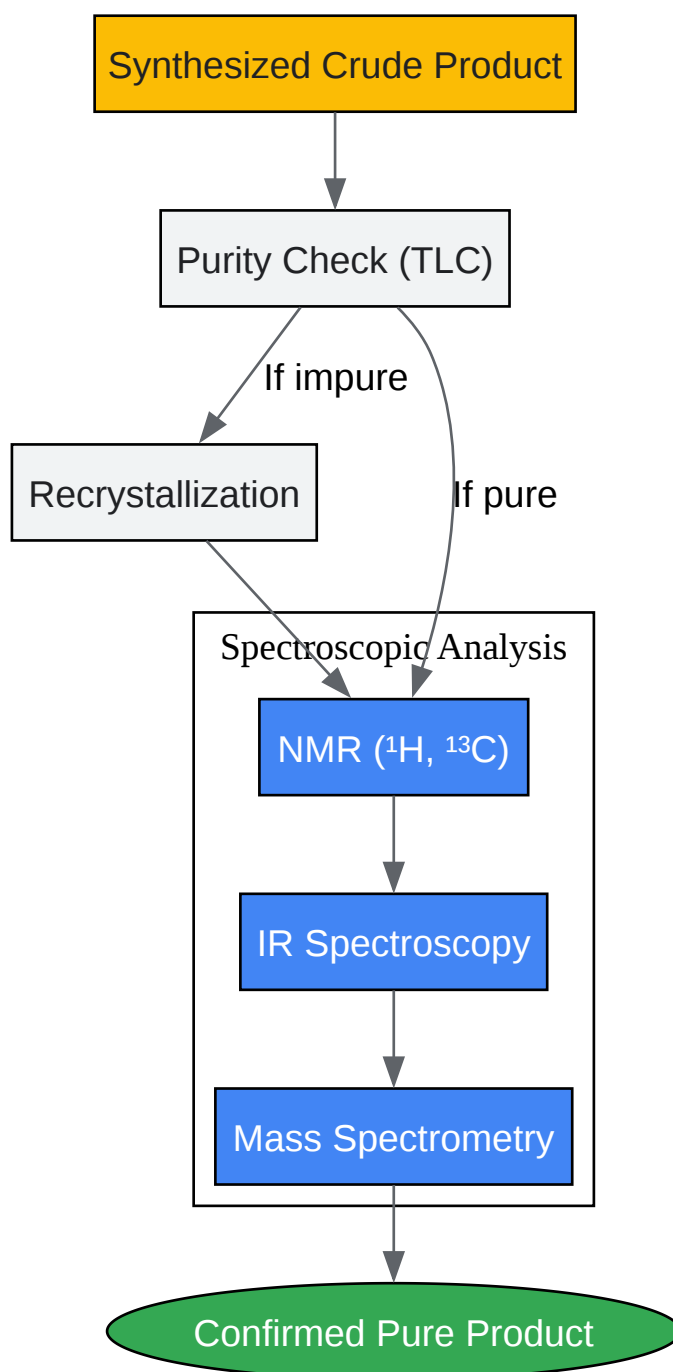 Synthesized Crude Product
Purity Check (TLC)
If impure
Recrystallization
If pure
Spectroscopic Analysis
NMR (¹H, ¹³C)
IR Spectroscopy
Mass Spectrometry
Confirmed Pure Product